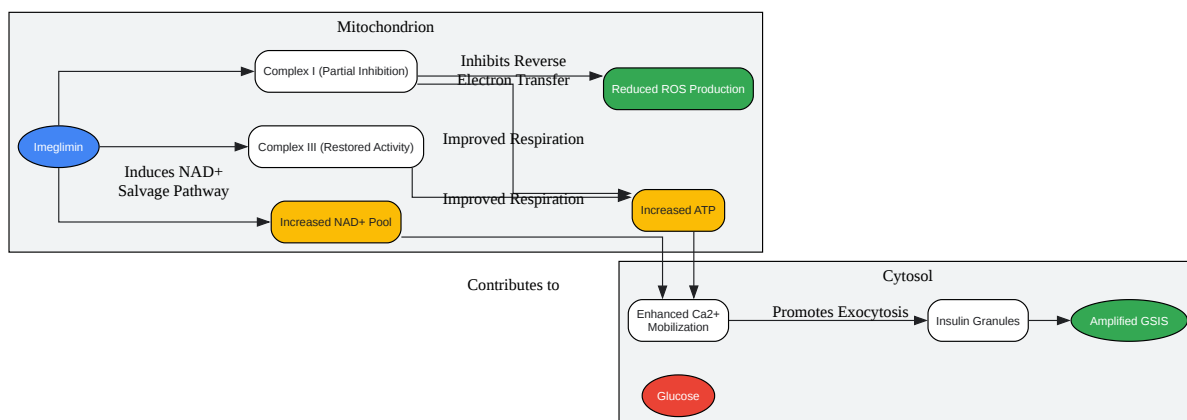 Mitochondrion
Complex I (Partial Inhibition)
Inhibits Reverse
Electron Transfer
Reduced ROS Production
Imeglimin
Complex III (Restored Activity)
Improved Respiration
Induces NAD+
Salvage Pathway
Improved Respiration
Increased NAD+ Pool
Increased ATP
Contributes to
Cytosol
Enhanced Ca2+
Mobilization
Promotes Exocytosis
Insulin Granules
Amplified GSIS
Glucose